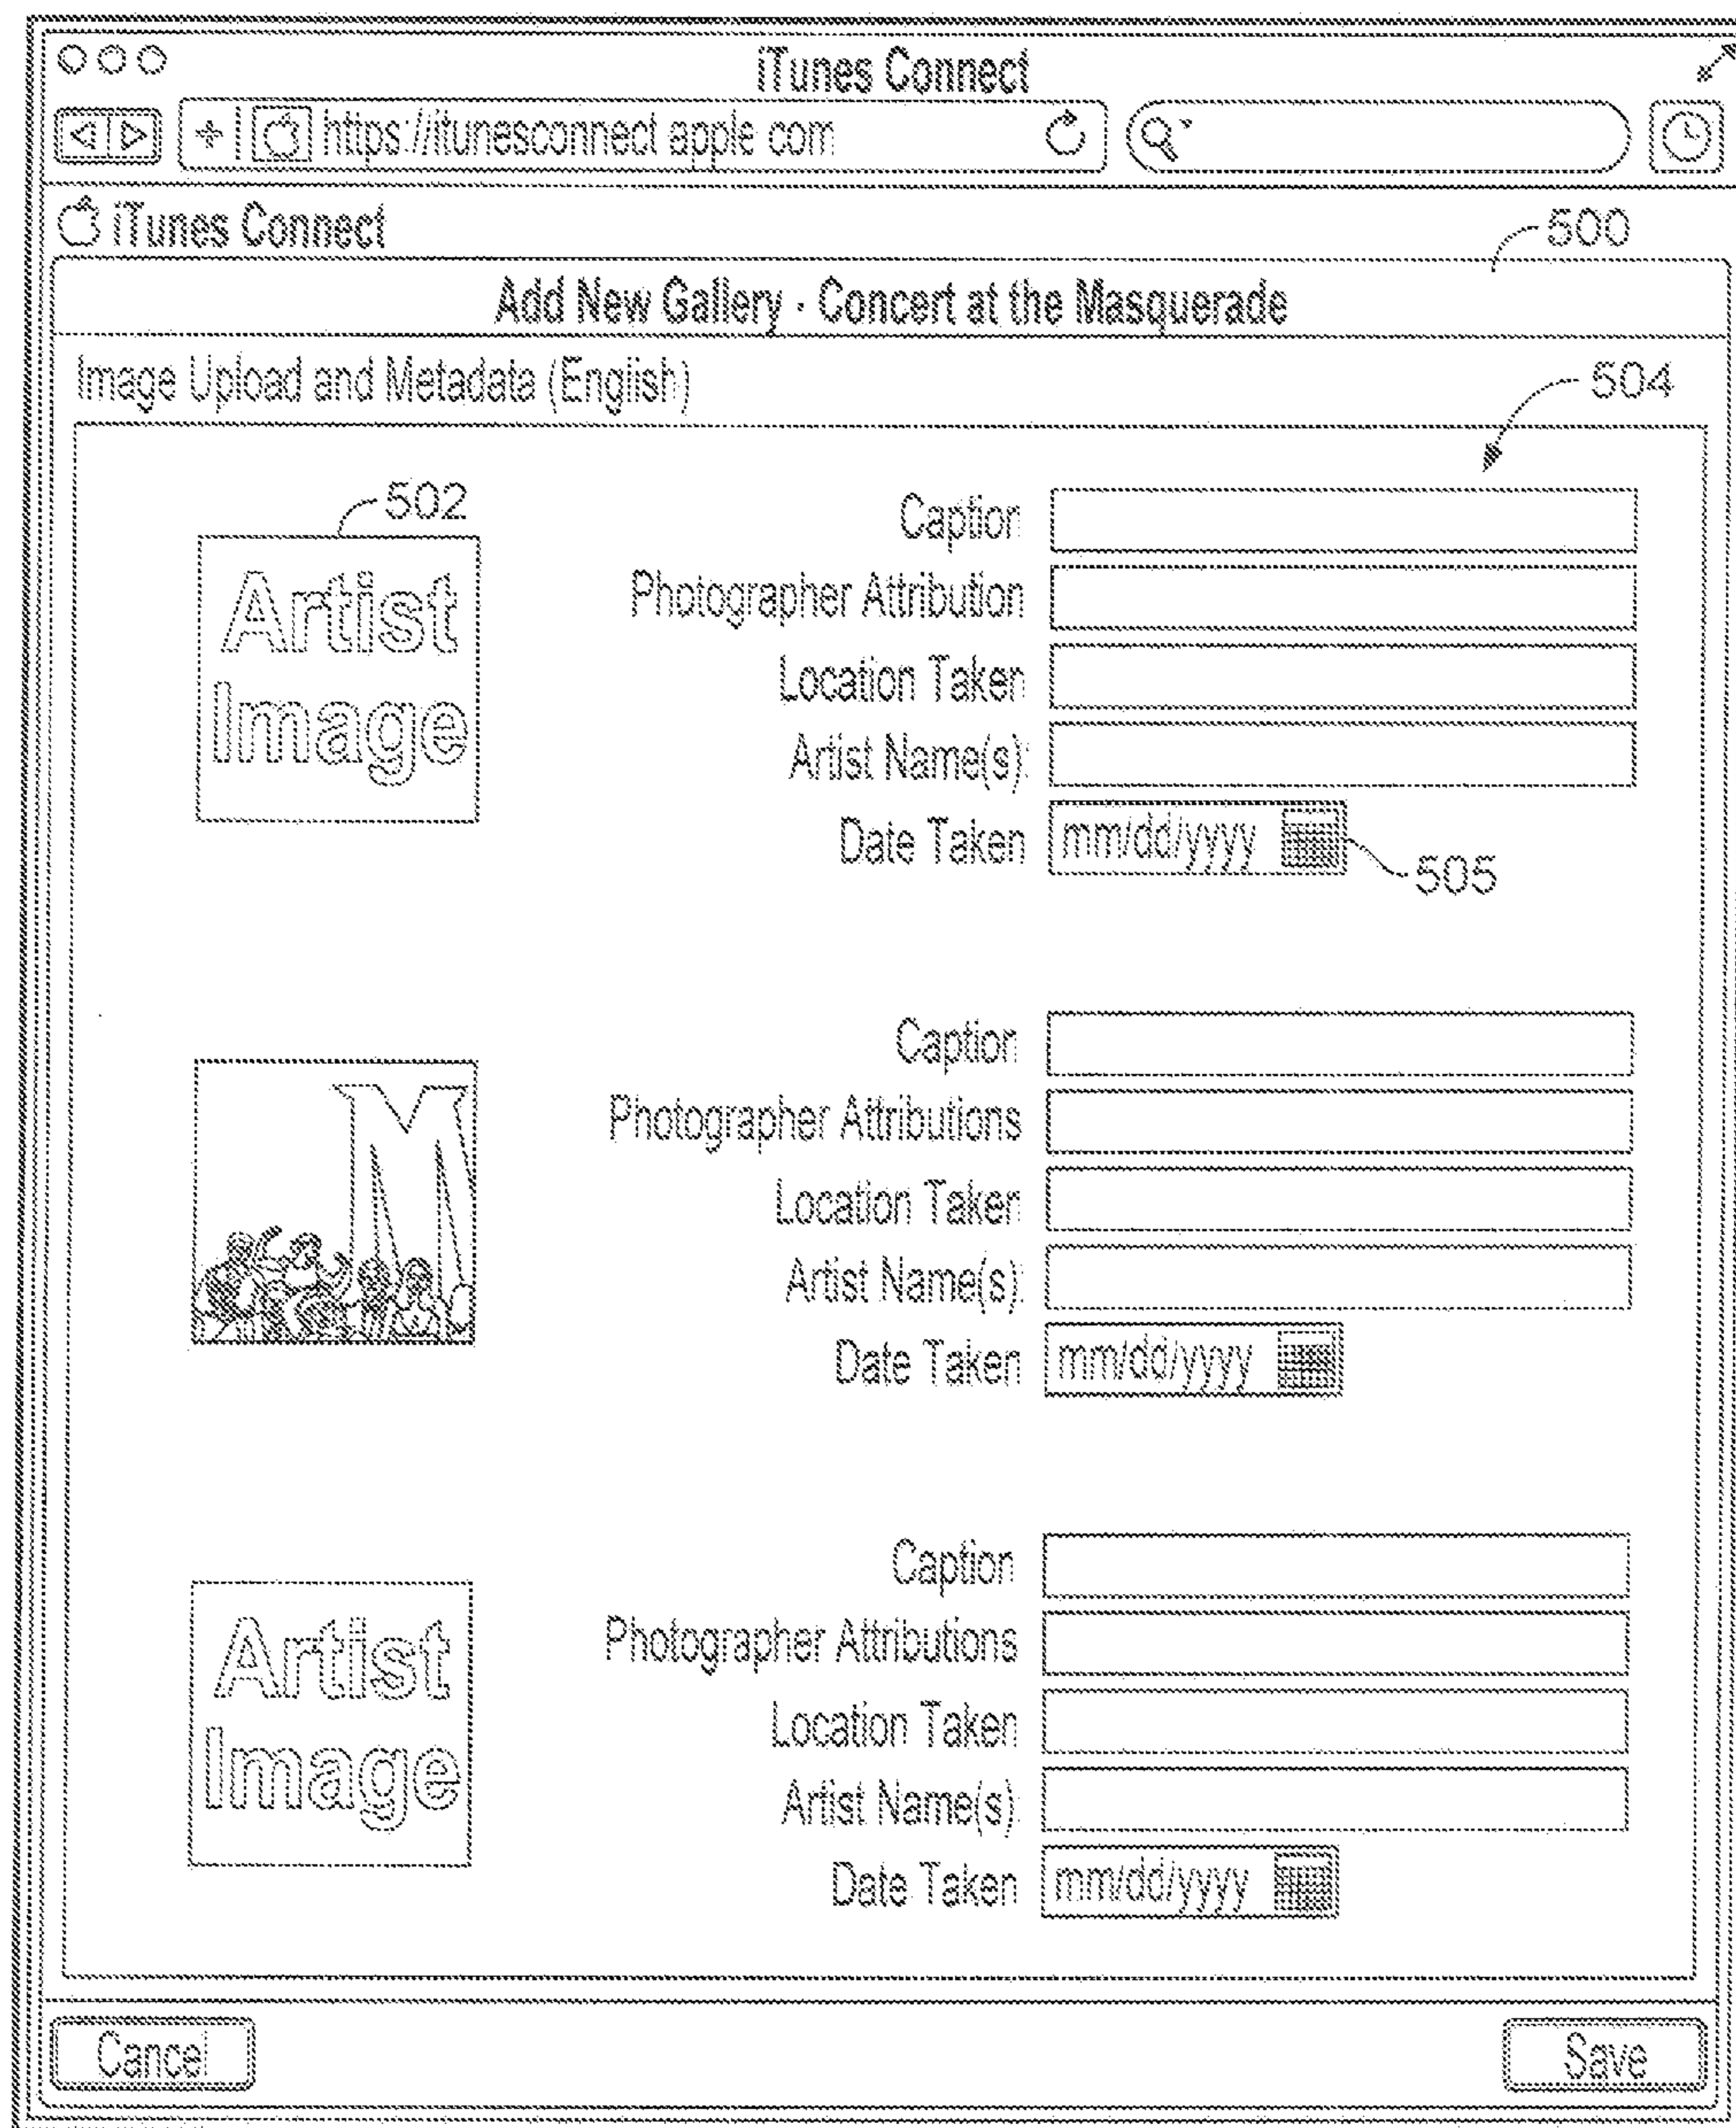 iTunes Connect
https://itunesconnect.apple.com
iTunes Connect
500
Add New Gallery - Concert at the Masquerade
Image Upload and Metadata (English)
504
502
Artist
Image
Caption
Photographer Attribution
Location Taken
Artist Name(s):
Date Taken mm/dd/yyyy
505
M
Caption
Photographer Attributions
Location Taken
Artist Name(s):
Date Taken mm/dd/yyyy
Artist
Image
Caption
Photographer Attributions
Location Taken
Artist Name(s):
Date Taken mm/dd/yyyy
Cancel Save